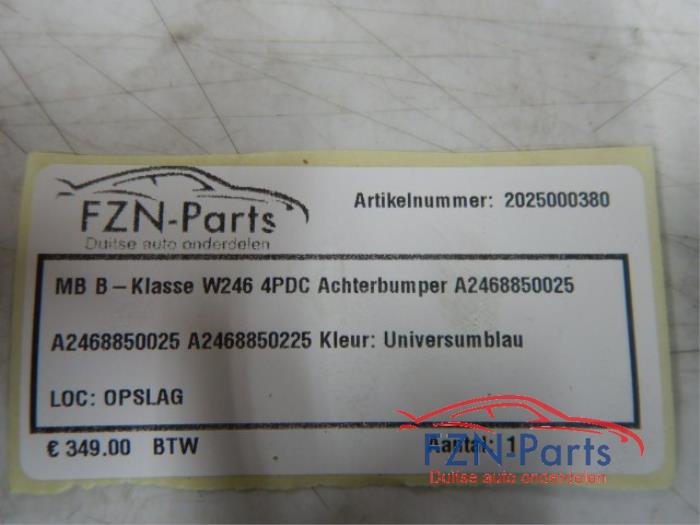 FZN-Parts
Duitse auto onderdelen
Artikelnummer: 2025000380
MB B – Klasse W246 4PDC Achterbumper A2468850025
A2468850025 A2468850225 Kleur: Universumblau
LOC: OPSLAG
€ 349.00 BTW
Aantal: 1
FZN-Parts
Duitse auto onderdelen